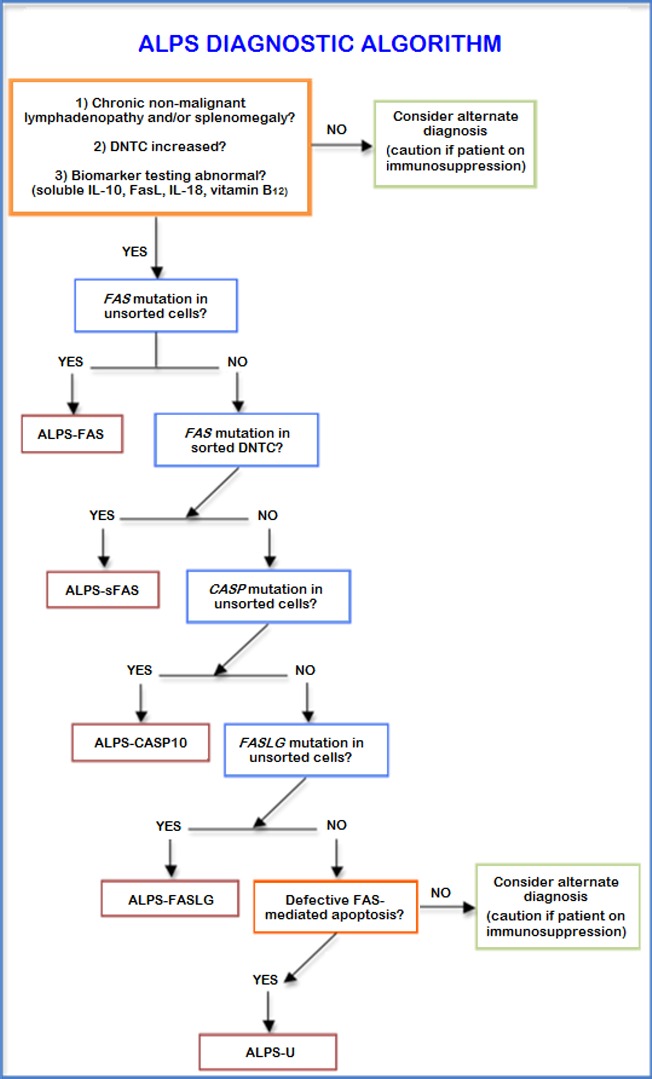 ALPS DIAGNOSTIC ALGORITHM
1) Chronic non-malignant
lymphadenopathy and/or splenomegaly?
2) DNTC increased?
3) Biomarker testing abnormal?
(soluble IL-10, FasL, IL-18, vitamin B12)
NO
Consider alternate
diagnosis
(caution if patient on
immunosuppression)
YES
FAS mutation in
unsorted cells?
YES
NO
ALPS-FAS
FAS mutation in
sorted DNTC?
YES
NO
ALPS-sFAS
CASP mutation in
unsorted cells?
YES
NO
ALPS-CASP10
FASLG mutation in
unsorted cells?
YES
NO
ALPS-FASLG
Defective FAS-
mediated apoptosis?
NO
Consider alternate
diagnosis
(caution if patient on
immunosuppression)
YES
ALPS-U